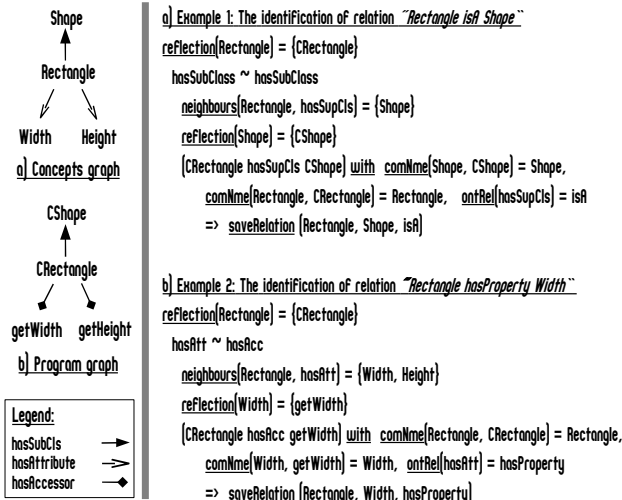 Shape
Rectangle
Width Height
a) Concepts graph
CShape
CRectangle
getWidth getHeight
b) Program graph
Legend:
hasSubCls
hasAttribute
hasAccessor
a) Example 1: The identification of relation ˝Rectangle isA Shape``
reflection(Rectangle) = {CRectangle}
hasSubClass ~ hasSubClass
neighbours(Rectangle, hasSupCls) = {Shape}
reflection(Shape) = {CShape}
(CRectangle hasSupCls CShape) with comNme(Shape, CShape) = Shape,
comNme(Rectangle, CRectangle) = Rectangle, ontRel(hasSupCls) = isA
=> saveRelation (Rectangle, Shape, isA)
b) Example 2: The identification of relation ˝Rectangle hasProperty Width``
reflection(Rectangle) = {CRectangle}
hasAtt ~ hasAcc
neighbours(Rectangle, hasAtt) = {Width, Height}
reflection(Width) = {getWidth}
(CRectangle hasAcc getWidth) with comNme(Rectangle, CRectangle) = Rectangle,
comNme(Width, getWidth) = Width, ontRel(hasAtt) = hasProperty
=> saveRelation (Rectangle, Width, hasProperty)